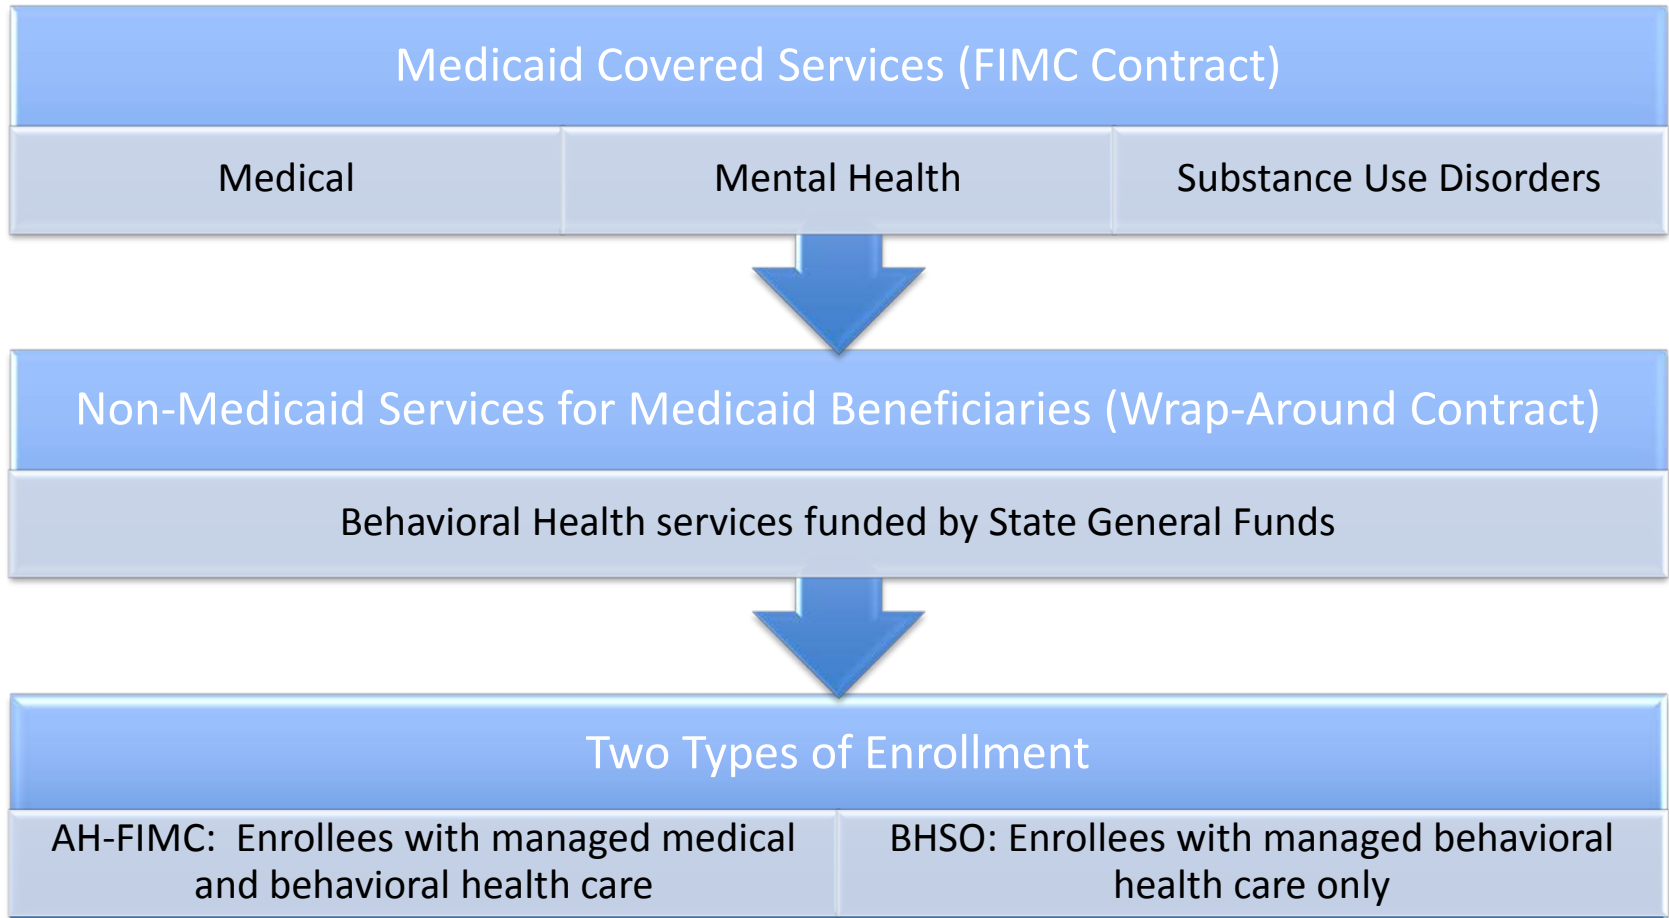 Medicaid Covered Services (FIMC Contract)
Medical
Mental Health
Substance Use Disorders
Non-Medicaid Services for Medicaid Beneficiaries (Wrap-Around Contract)
Behavioral Health services funded by State General Funds
Two Types of Enrollment
AH-FIMC:  Enrollees with managed medical
and behavioral health care
BHSO: Enrollees with managed behavioral
health care only